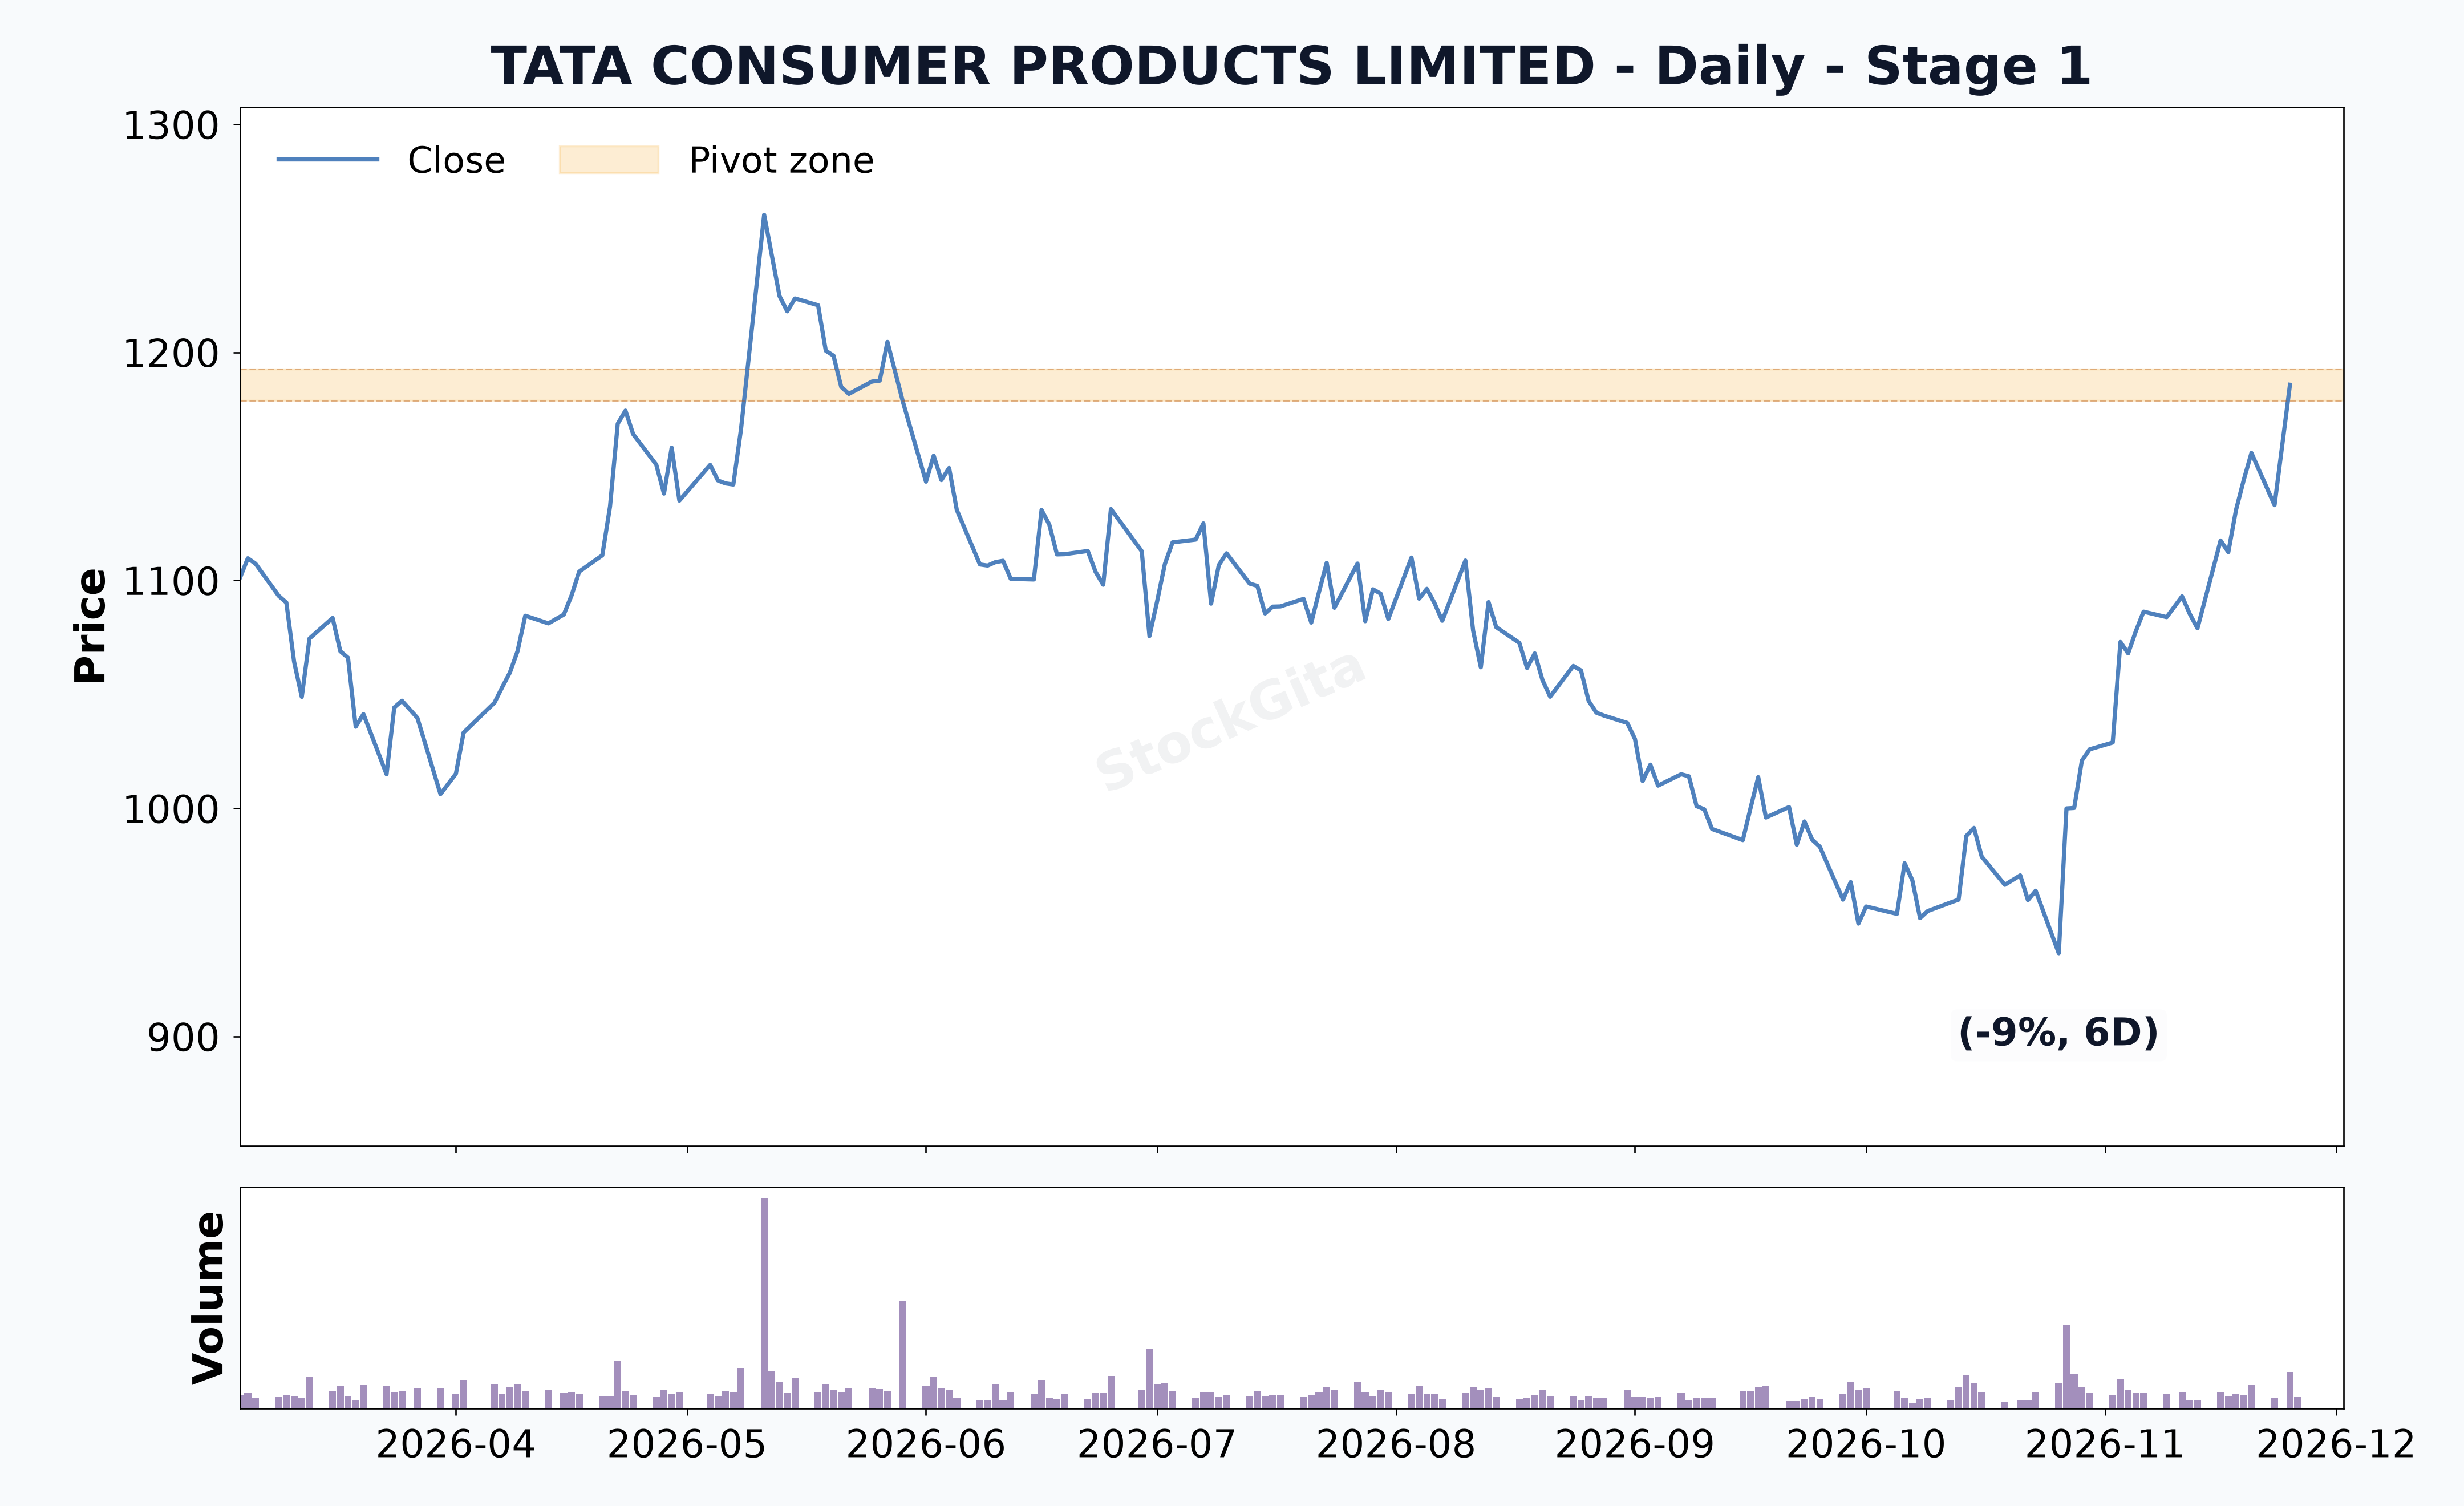 TATA CONSUMER PRODUCTS LIMITED - Daily - Stage 1
Close
Pivot zone
1300
1200
1100
1000
900
Price
StockGita
(-9%, 6D)
Volume
2026-04
2026-05
2026-06
2026-07
2026-08
2026-09
2026-10
2026-11
2026-12